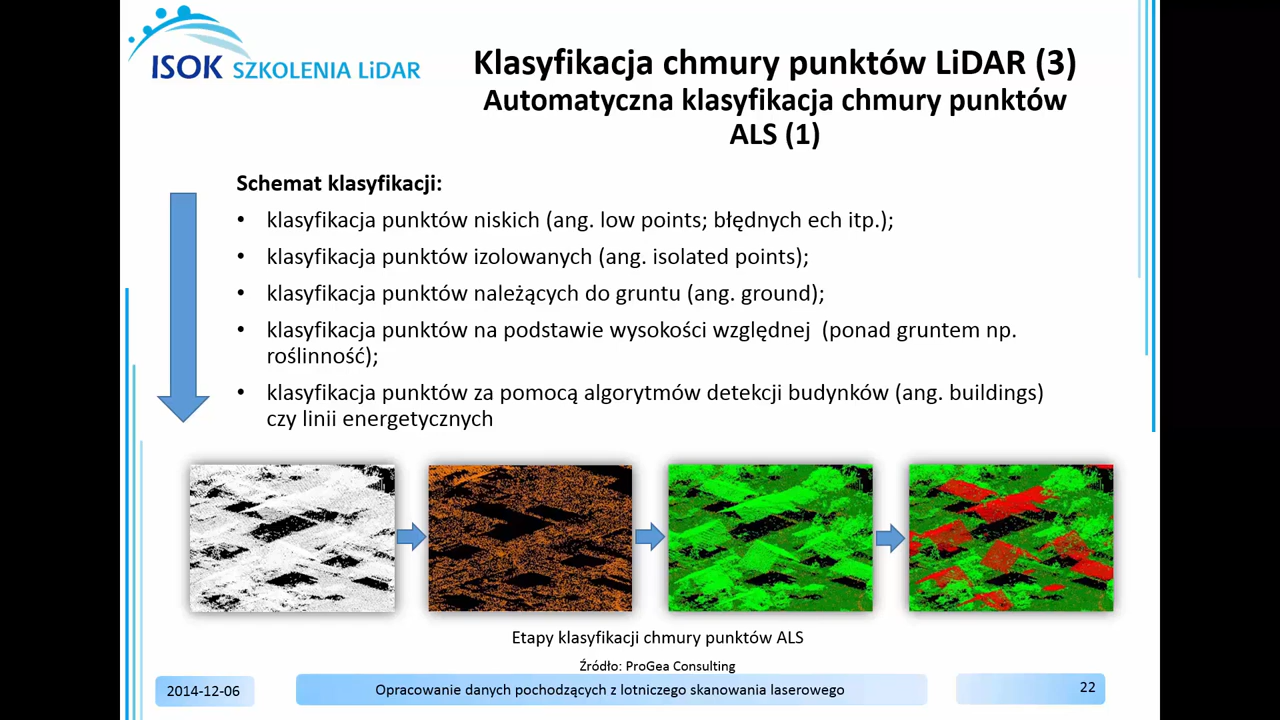 ISOK SZKOLENIA LiDAR
Klasyfikacja chmury punktów LiDAR (3)
Automatyczna klasyfikacja chmury punktów
ALS (1)
Schemat klasyfikacji:
• klasyfikacja punktów niskich (ang. low points; błędnych ech itp.);
• klasyfikacja punktów izolowanych (ang. isolated points);
• klasyfikacja punktów należących do gruntu (ang. ground);
• klasyfikacja punktów na podstawie wysokości względnej (ponad gruntem np.
roślinność);
• klasyfikacja punktów za pomocą algorytmów detekcji budynków (ang. buildings)
czy linii energetycznych
Etapy klasyfikacji chmury punktów ALS
Źródło: ProGea Consulting
2014-12-06
Opracowanie danych pochodzących z lotniczego skanowania laserowego
22